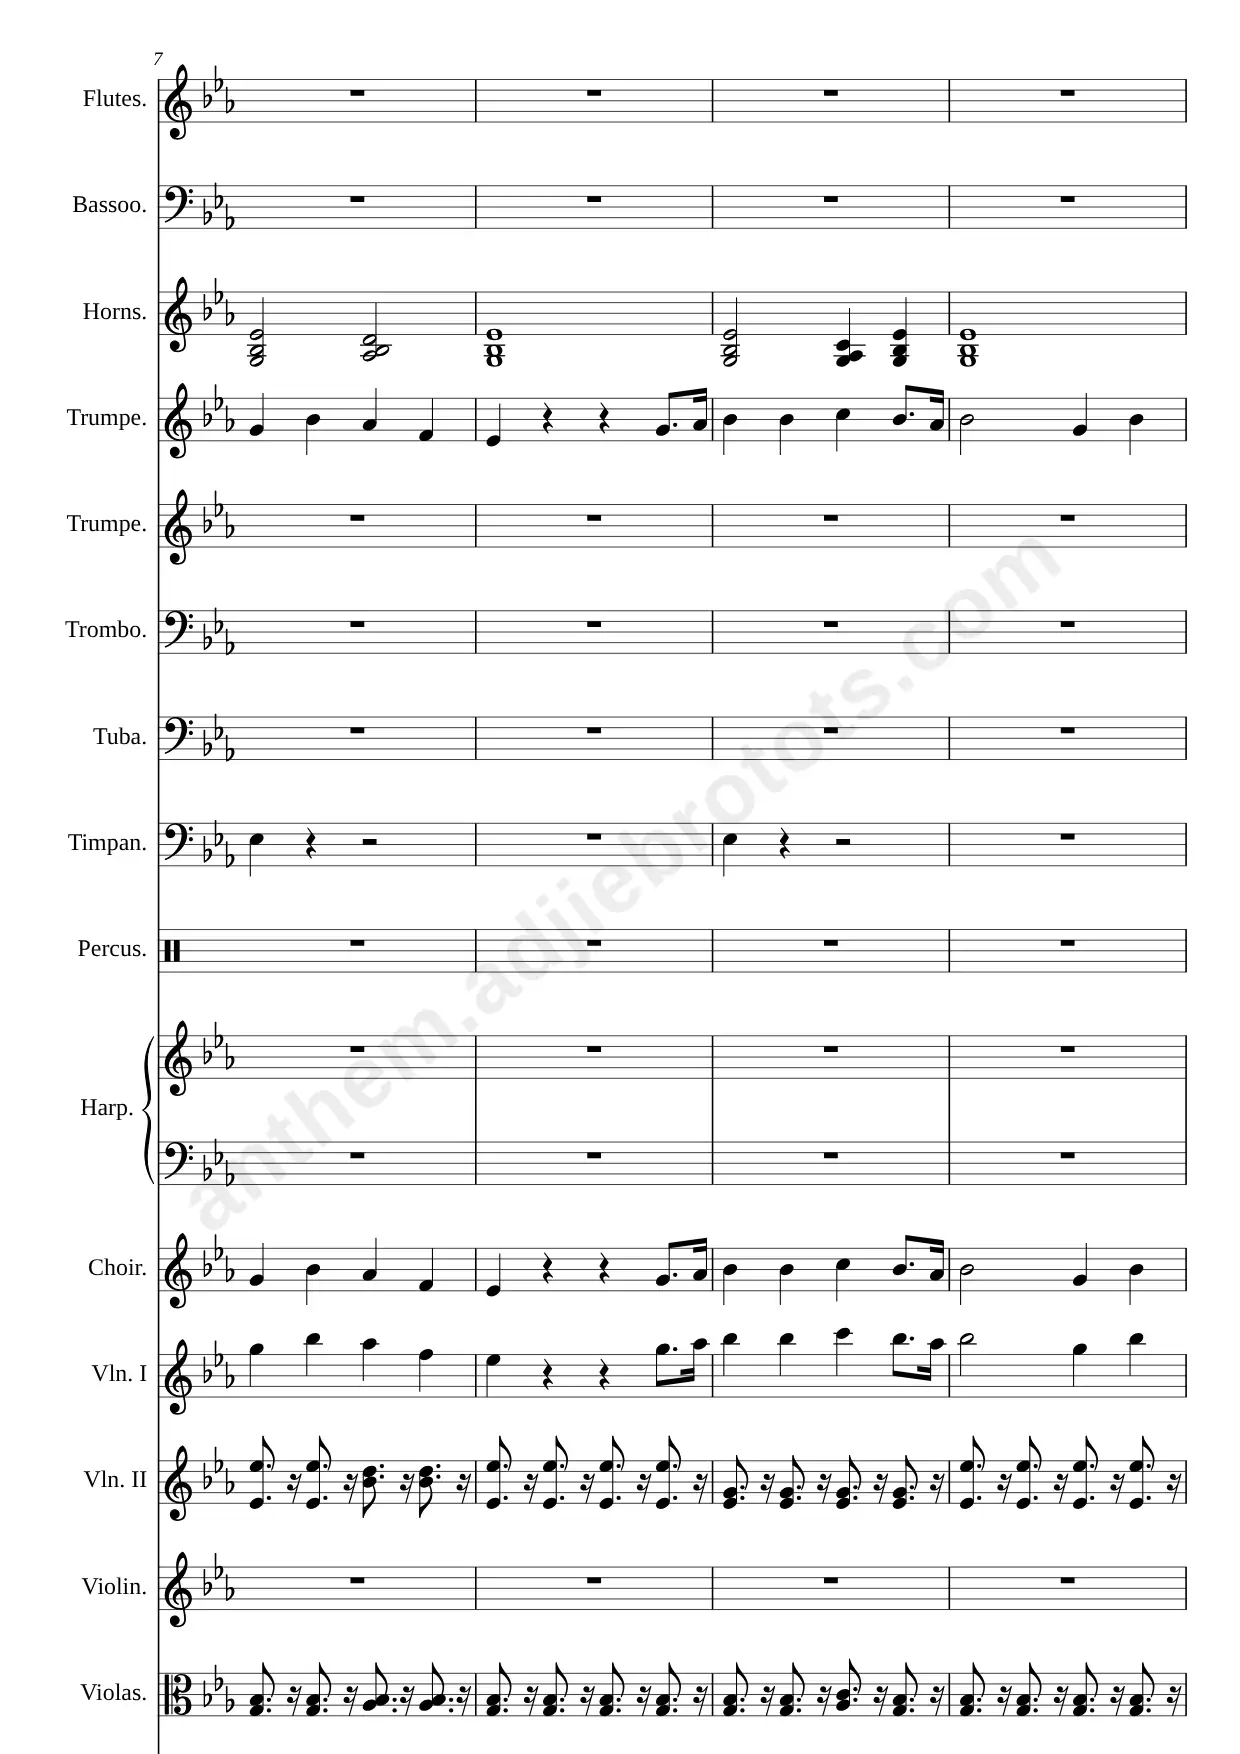 7
Flutes.
Bassoo.
Horns.
Trumpe.
Trumpe.
Trombo.
Tuba.
Timpan.
Percus.
Harp.
Choir.
Vln. I
Vln. II
Violin.
Violas.
anthem.adjiebrotots.com